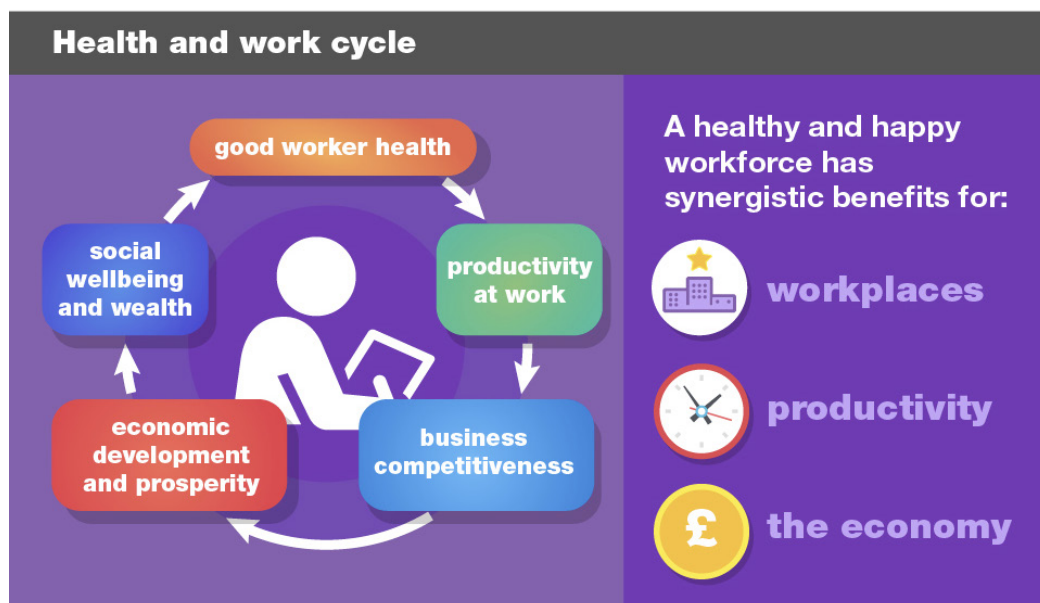 Health and work cycle
good worker health
productivity
at work
business
competitiveness
economic
development
and prosperity
social
wellbeing
and wealth
A healthy and happy
workforce has
synergistic benefits for:
workplaces
productivity
£
the economy